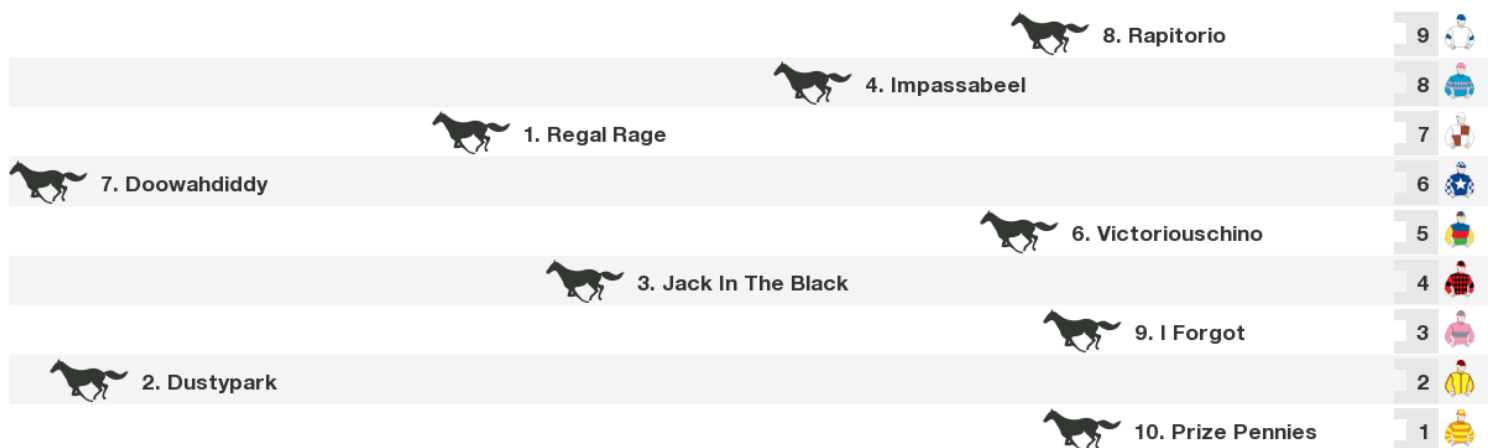 8. Rapitorio 9
4. Impassabeel 8
1. Regal Rage 7
7. Doowahdiddy 6
6. Victoriouschino 5
3. Jack In The Black 4
9. I Forgot 3
2. Dustypark 2
10. Prize Pennies 1